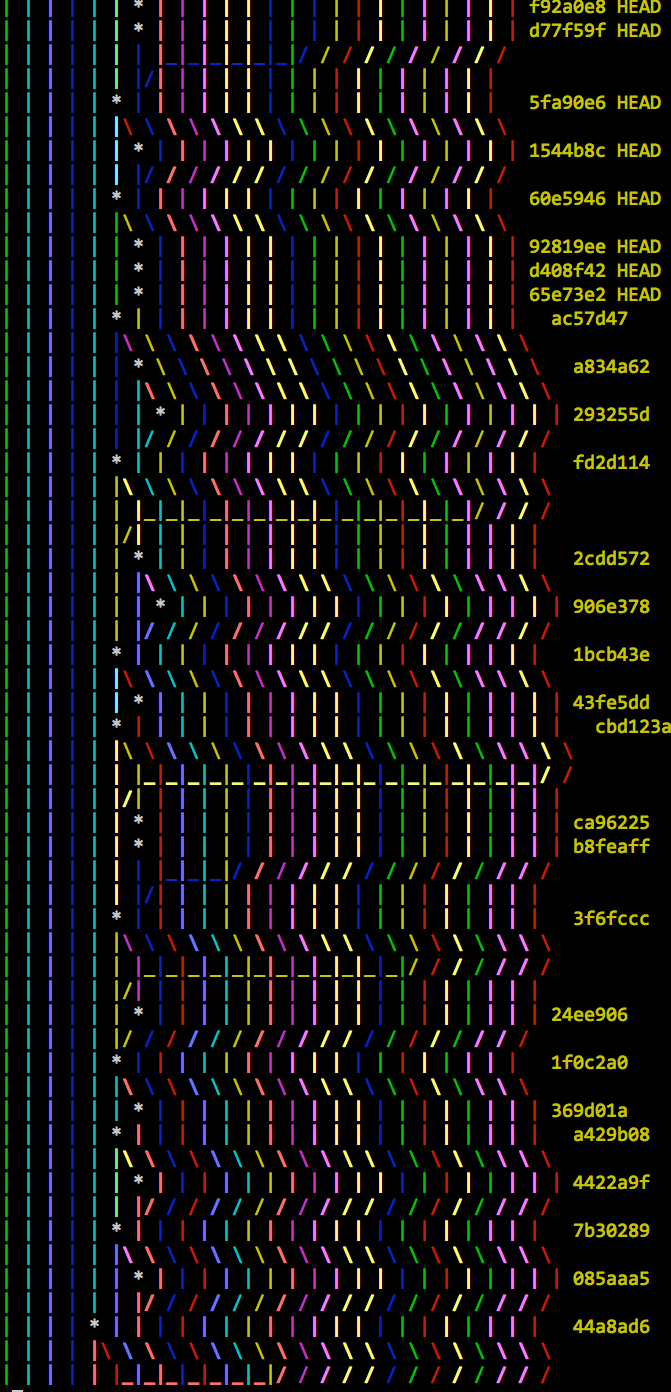 f92a0e8 HEAD
d77f59f HEAD
5fa90e6 HEAD
1544b8c HEAD
60e5946 HEAD
92819ee HEAD
d408f42 HEAD
65e73e2 HEAD
ac57d47
a834a62
293255d
fd2d114
2cdd572
906e378
1bcb43e
43fe5dd
cbd123a
ca96225
b8feaff
3f6fccc
24ee906
1f0c2a0
369d01a
a429b08
4422a9f
7b30289
085aaa5
44a8ad6